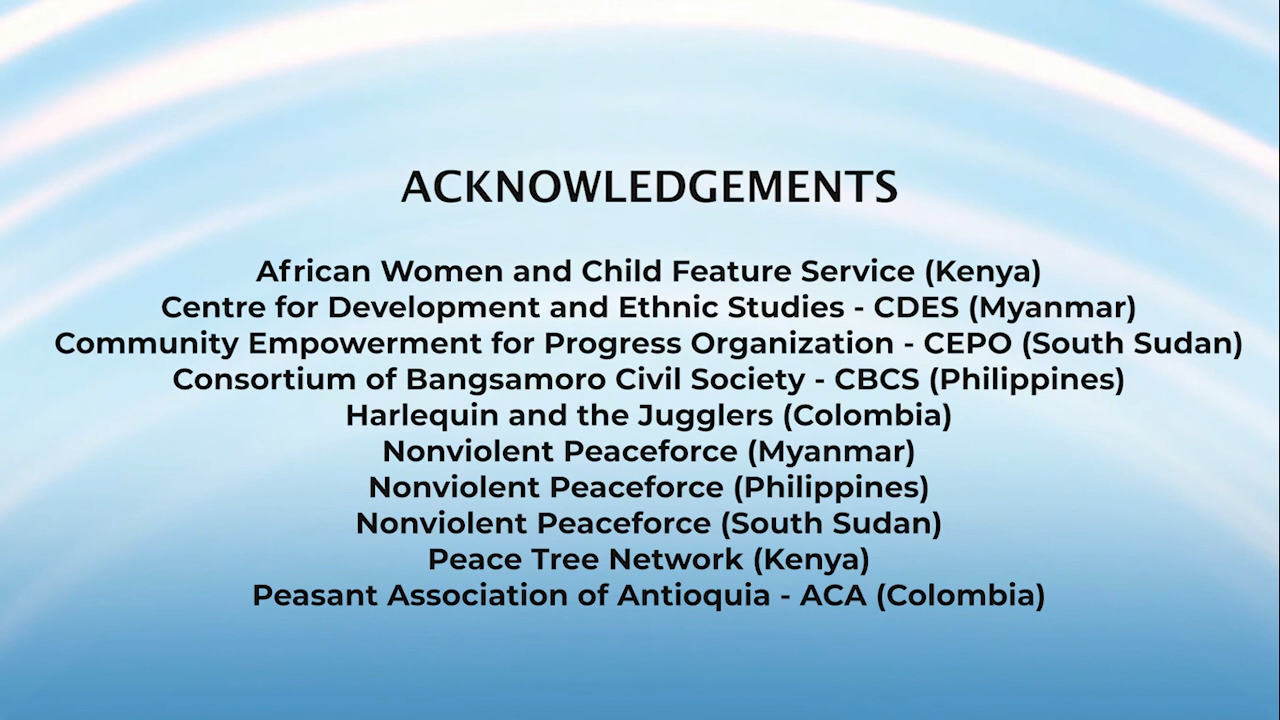 ACKNOWLEDGEMENTS
African Women and Child Feature Service (Kenya)
Centre for Development and Ethnic Studies - CDES (Myanmar)
Community Empowerment for Progress Organization - CEPO (South Sudan)
Consortium of Bangsamoro Civil Society - CBCS (Philippines)
Harlequin and the Jugglers (Colombia)
Nonviolent Peaceforce (Myanmar)
Nonviolent Peaceforce (Philippines)
Nonviolent Peaceforce (South Sudan)
Peace Tree Network (Kenya)
Peasant Association of Antioquia - ACA (Colombia)